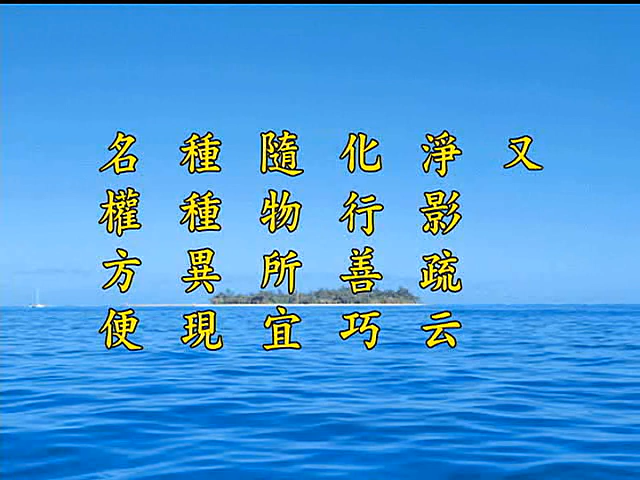 又
淨影疏云
化行善巧
隨物所宜
種種異現
名權方便